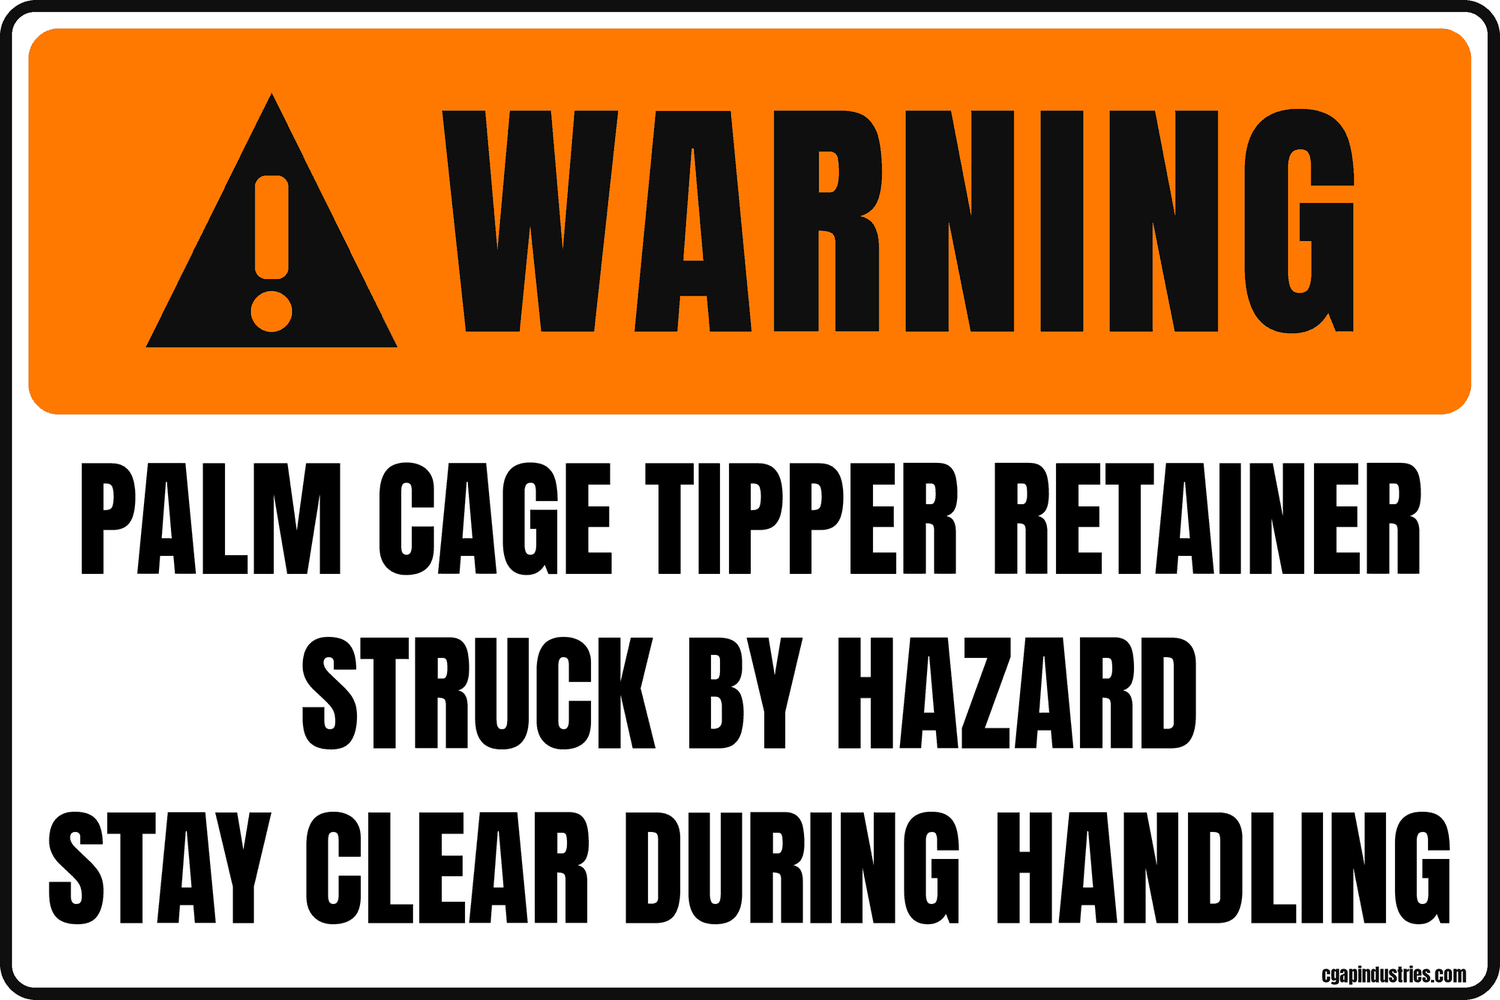 WARNING
PALM CAGE TIPPER RETAINER
STRUCK BY HAZARD
STAY CLEAR DURING HANDLING
cgapindustries.com